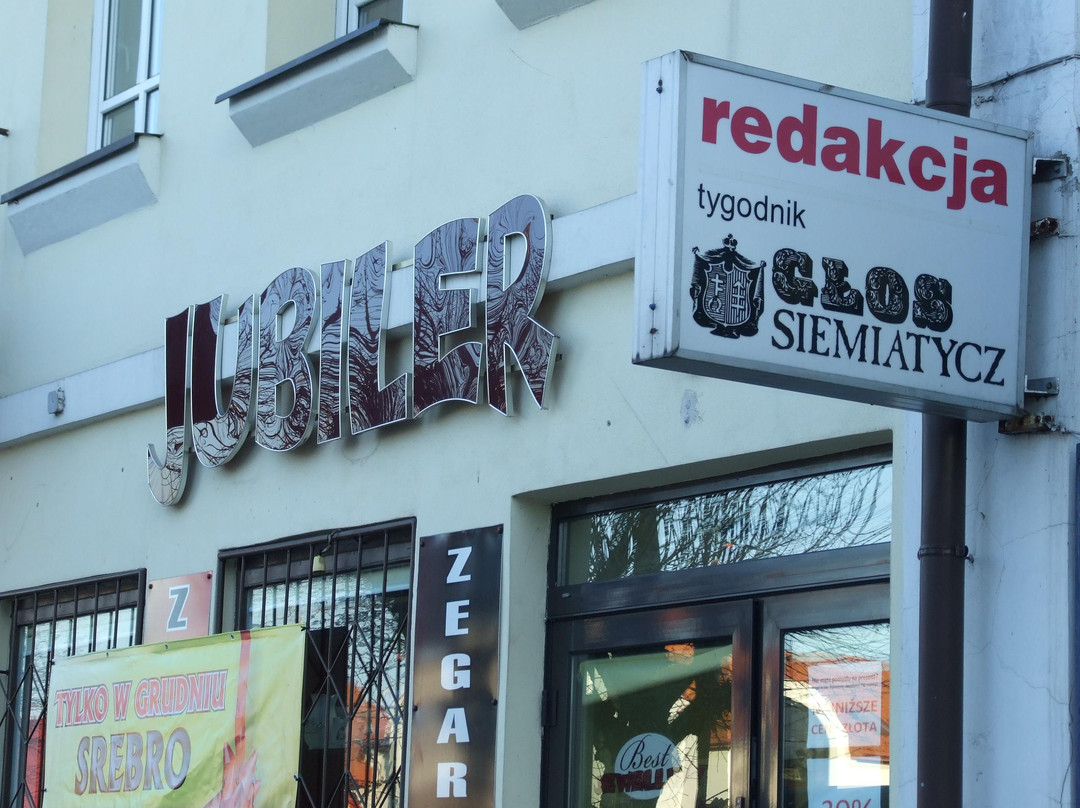 redakcja
tygodnik
GŁOS
SIEMIATYCZ
JUBILER
Z
ZEGAR
TYLKO W GRUDNIU
SREBRO
Best